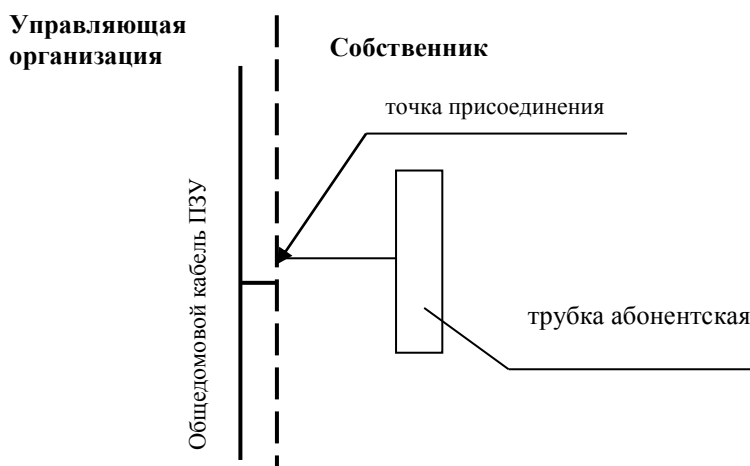 Управляющая
организация
Собственник
точка присоединения
Общедомовой кабель ПЗУ
трубка абонентская